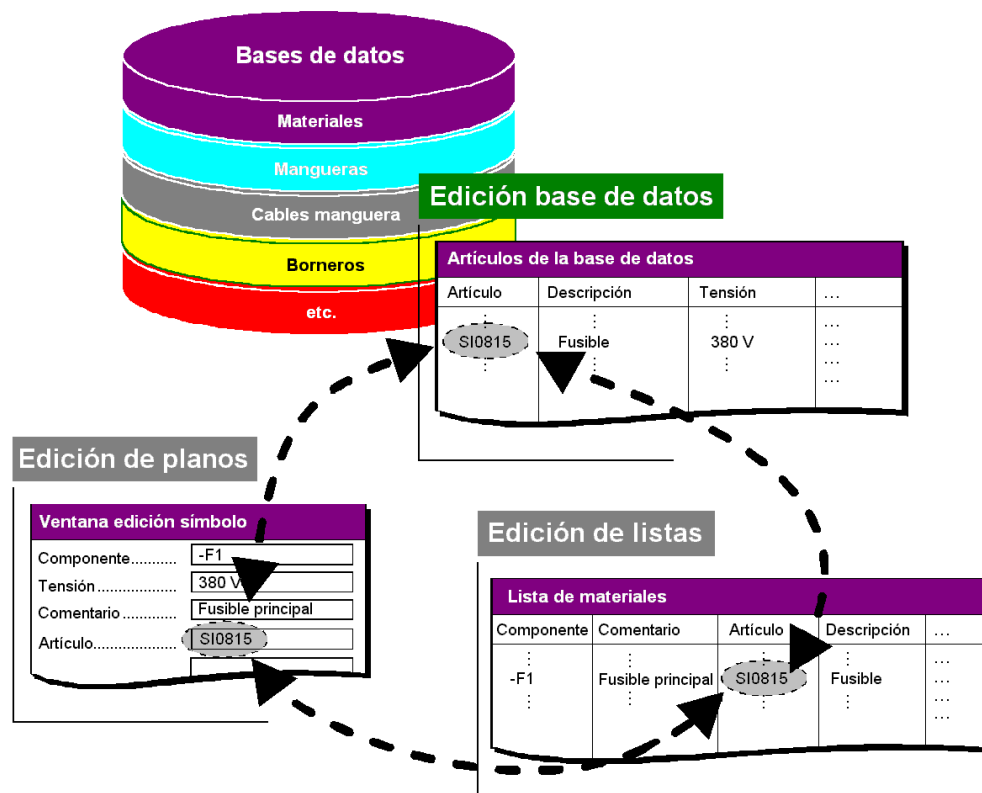 Bases de datos
Materiales
Mangueras
Cables manguera
Borneros
etc.
Edición base de datos
Artículos de la base de datos
Artículo Descripción Tensión ...
SI0815 Fusible 380 V
...
...
...
...
Edición de planos
Ventana edición símbolo
Componente........... -F1
Tensión................... 380 V
Comentario ............ Fusible principal
Artículo.................... SI0815
Edición de listas
Lista de materiales
Componente Comentario Artículo Descripción ...
-F1 Fusible principal SI0815 Fusible
...
...
...
...